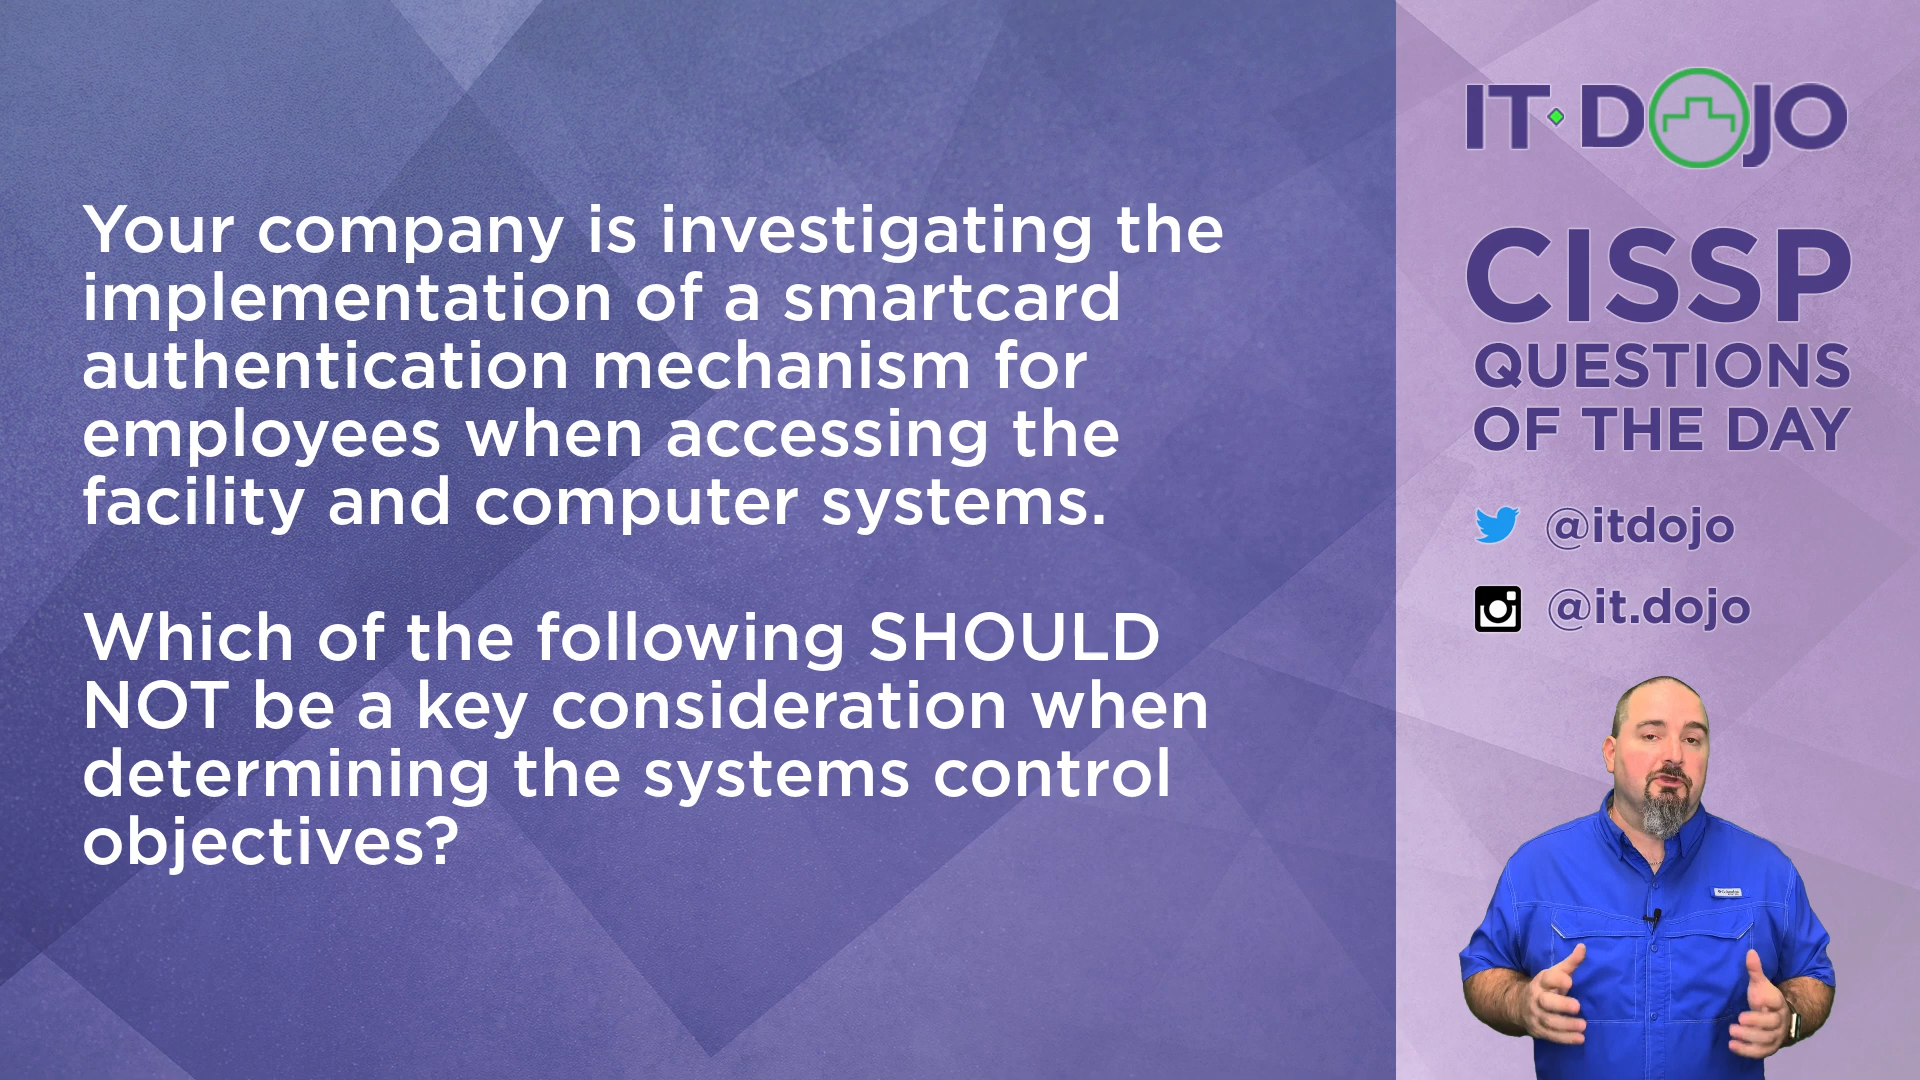 Your company is investigating the
implementation of a smartcard
authentication mechanism for
employees when accessing the
facility and computer systems.
Which of the following SHOULD
NOT be a key consideration when
determining the systems control
objectives?
IT DOJO
CISSP
QUESTIONS
OF THE DAY
@itdojo
@it.dojo